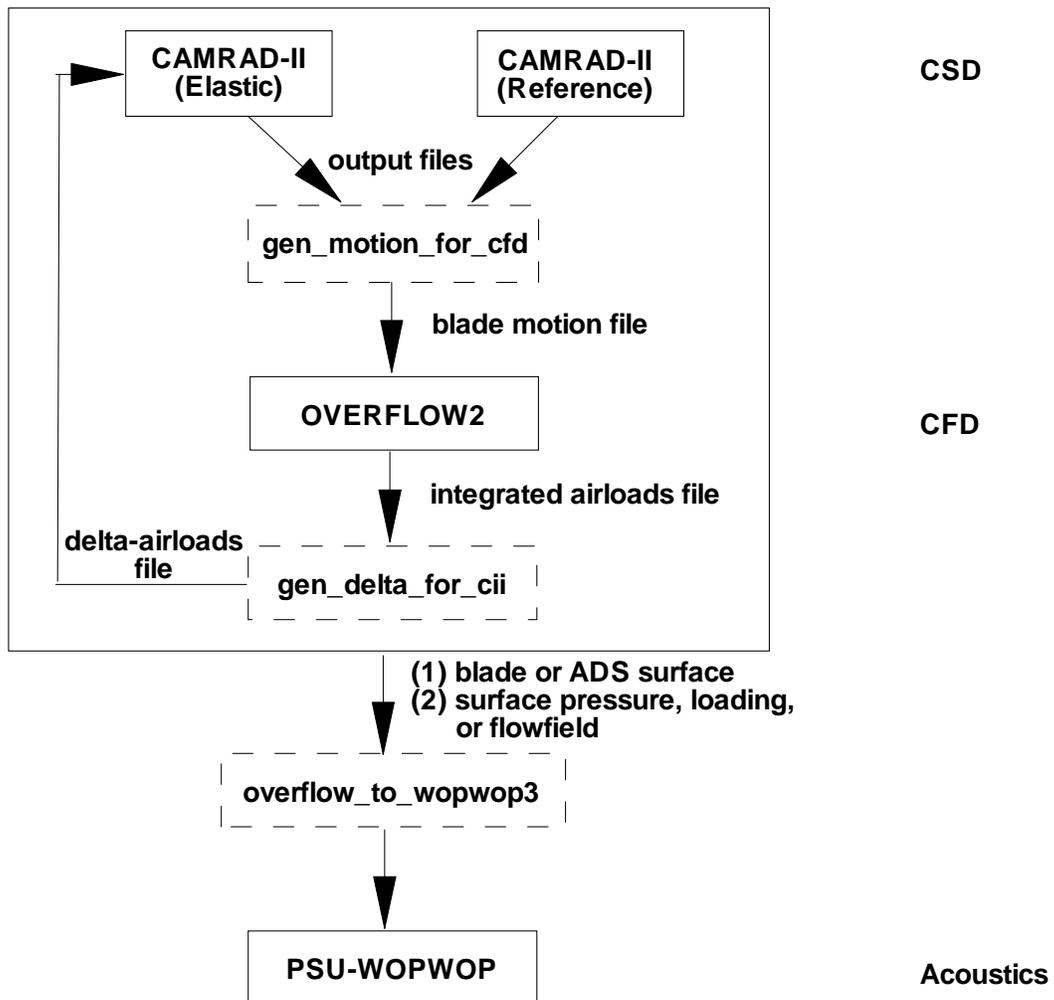 CAMRAD-II
(Elastic)
CAMRAD-II
(Reference)
CSD
output files
gen_motion_for_cfd
blade motion file
OVERFLOW2
CFD
integrated airloads file
delta-airloads
file
gen_delta_for_cii
(1) blade or ADS surface
(2) surface pressure, loading,
or flowfield
overflow_to_wopwop3
PSU-WOPWOP
Acoustics